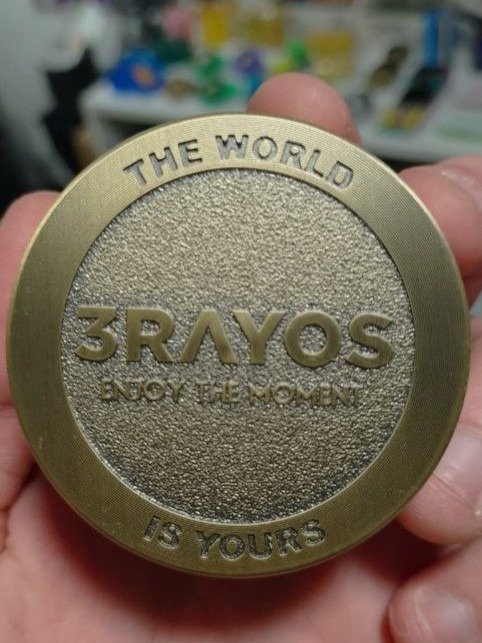 THE WORLD
3RAYOS
ENJOY THE MOMENT
IS YOURS